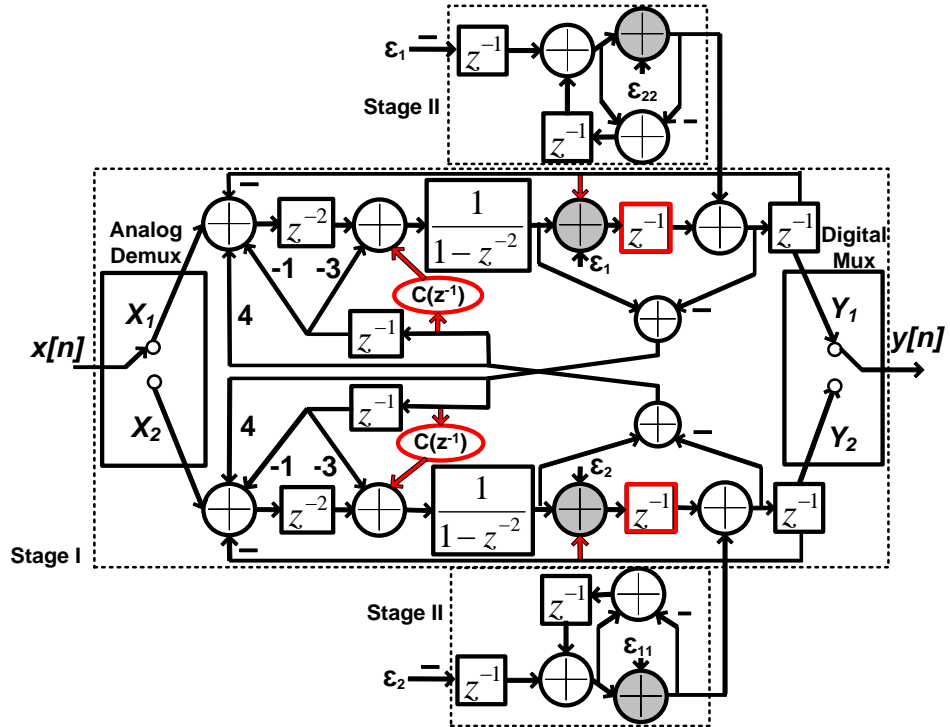 ε₁ − z⁻¹
ε₂₂
Stage II
z⁻¹ −
− z⁻²
1
1 − z⁻²
z⁻¹ z⁻¹
Analog
Demux
Digital
Mux
-1 -3
ε₁
C(z⁻¹)
X₁
4
z⁻¹
−
Y₁
x[n]
y[n]
X₂
z⁻¹
4
C(z⁻¹)
−
Y₂
-1 -3
ε₂
z⁻²
1
1 − z⁻²
z⁻¹ z⁻¹
−
Stage I
Stage II
z⁻¹
−
ε₁₁
ε₂ − z⁻¹